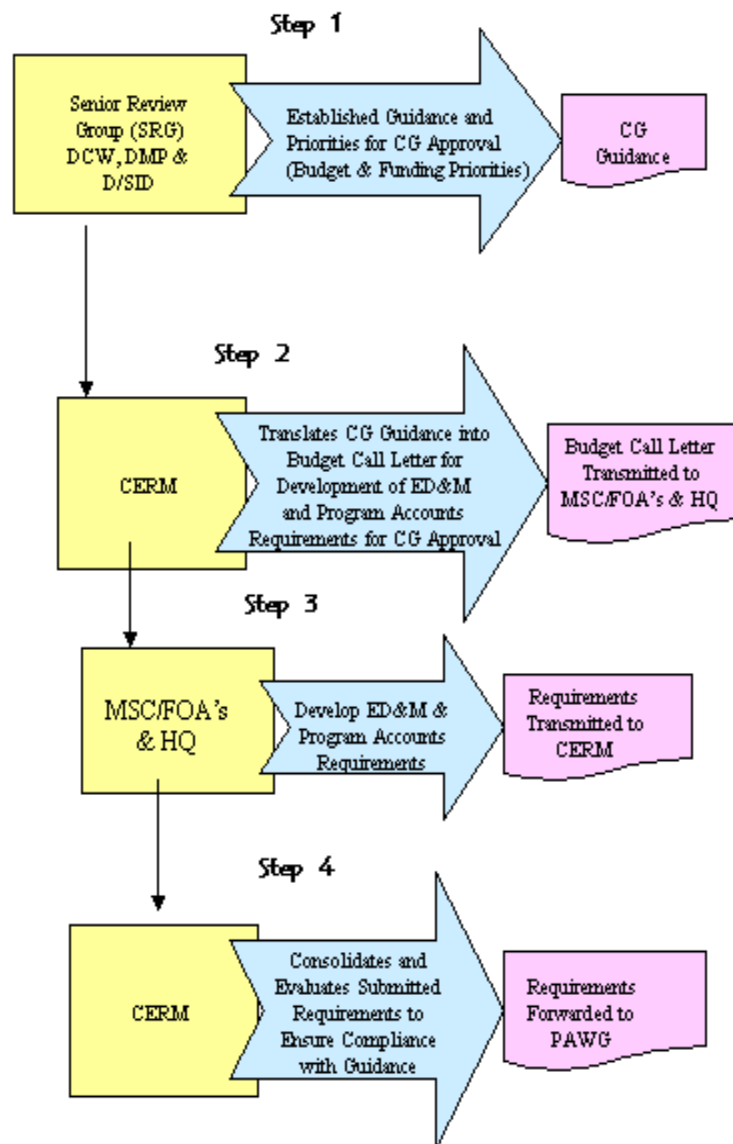 Step 1
Senior Review
Group (SRG)
DCW, DMP &
D/SID
Established Guidance and
Priorities for CG Approval
(Budget & Funding Priorities)
CG
Guidance
Step 2
CERM
Translates CG Guidance into
Budget Call Letter for
Development of ED&M
and Program Accounts
Requirements for CG Approval
Budget Call Letter
Transmitted to
MSC/FOA's & HQ
Step 3
MSC/FOA's
& HQ
Develop ED&M &
Program Accounts
Requirements
Requirements
Transmitted to
CERM
Step 4
CERM
Consolidates and
Evaluates Submitted
Requirements to
Ensure Compliance
with Guidance
Requirements
Forwarded to
PAWG